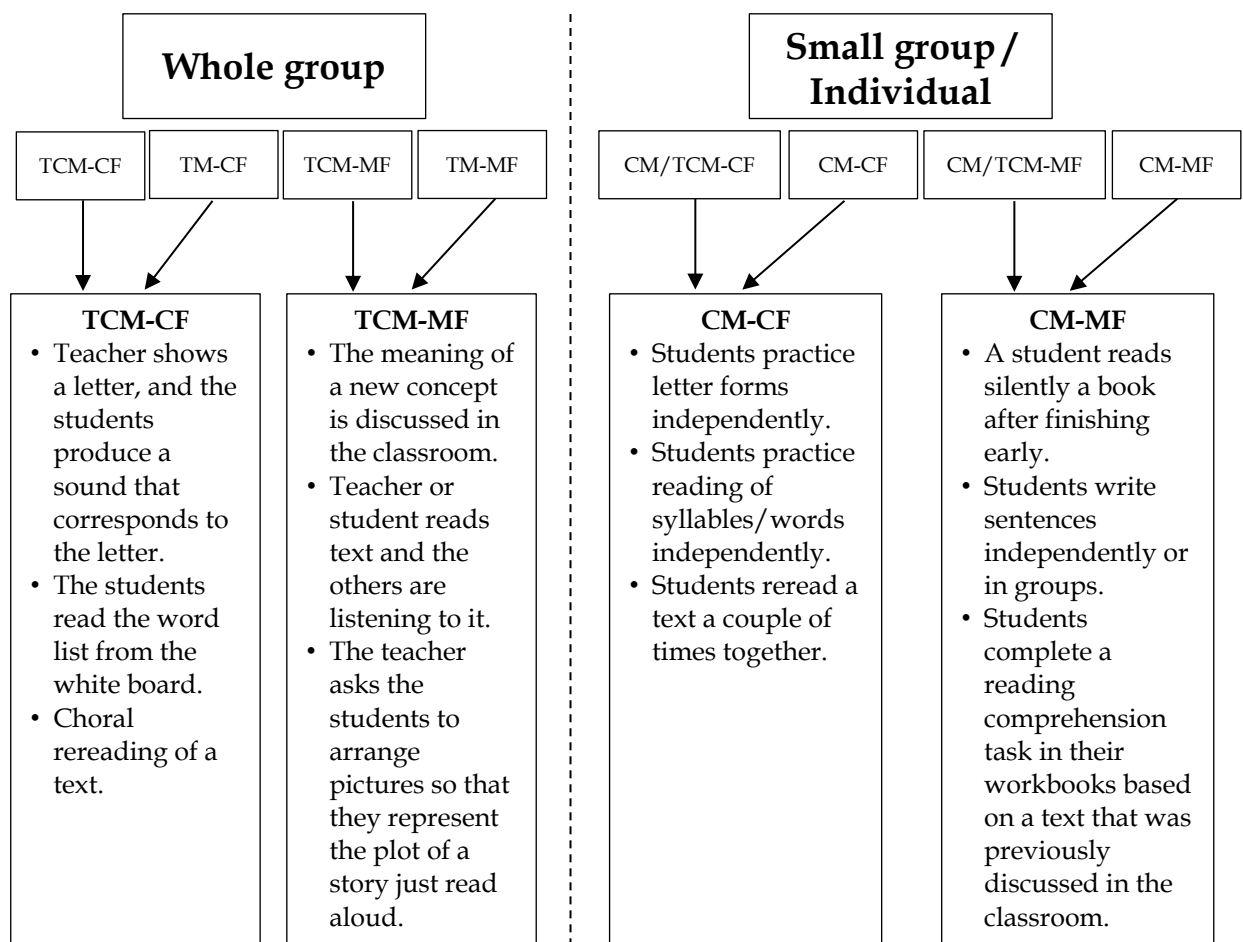 Whole group
Small group /
Individual
TCM-CF
TM-CF
TCM-MF
TM-MF
CM/TCM-CF
CM-CF
CM/TCM-MF
CM-MF
TCM-CF
• Teacher shows
a letter, and the
students
produce a
sound that
corresponds to
the letter.
• The students
read the word
list from the
white board.
• Choral
rereading of a
text.
TCM-MF
• The meaning of
a new concept
is discussed in
the classroom.
• Teacher or
student reads
text and the
others are
listening to it.
• The teacher
asks the
students to
arrange
pictures so that
they represent
the plot of a
story just read
aloud.
CM-CF
• Students practice
letter forms
independently.
• Students practice
reading of
syllables/words
independently.
• Students reread a
text a couple of
times together.
CM-MF
• A student reads
silently a book
after finishing
early.
• Students write
sentences
independently or
in groups.
• Students
complete a
reading
comprehension
task in their
workbooks based
on a text that was
previously
discussed in the
classroom.